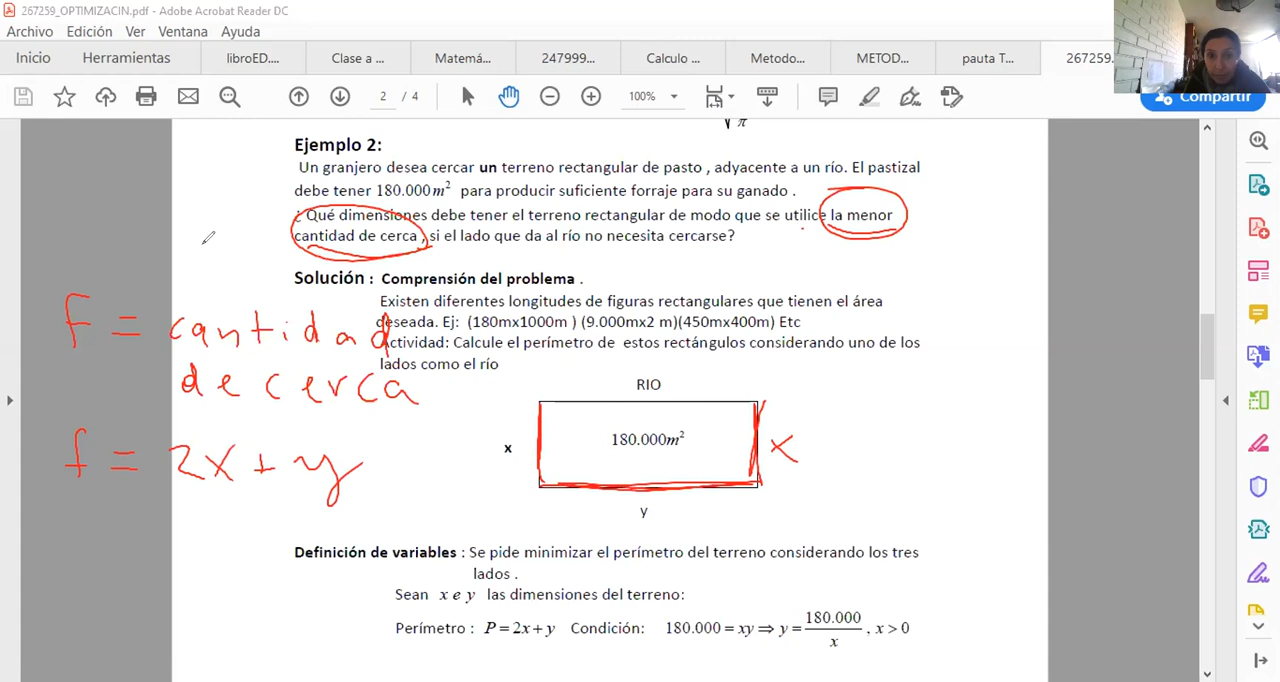 267259_OPTIMIZACIN.pdf - Adobe Acrobat Reader DC
Archivo Edición Ver Ventana Ayuda
Inicio Herramientas libroED.... Clase a ... Matemá... 247999... Calculo ... Metodo... METOD... pauta T... 267259.
2 / 4 100% Compartir
√π
Ejemplo 2:
Un granjero desea cercar un terreno rectangular de pasto , adyacente a un río. El pastizal
debe tener 180.000m² para producir suficiente forraje para su ganado .
¿ Qué dimensiones debe tener el terreno rectangular de modo que se utilice la menor
cantidad de cerca , si el lado que da al río no necesita cercarse?
Solución : Comprensión del problema .
Existen diferentes longitudes de figuras rectangulares que tienen el área
deseada. Ej: (180mx1000m ) (9.000mx2 m)(450mx400m) Etc
Actividad: Calcule el perímetro de estos rectángulos considerando uno de los
lados como el río
F = cantidad
de cerca
f = 2x + y
RIO
180.000m²
x
x
y
Definición de variables : Se pide minimizar el perímetro del terreno considerando los tres
lados .
Sean x e y las dimensiones del terreno:
Perímetro : P = 2x + y Condición: 180.000 = xy ⇒ y = 180.000/x , x > 0